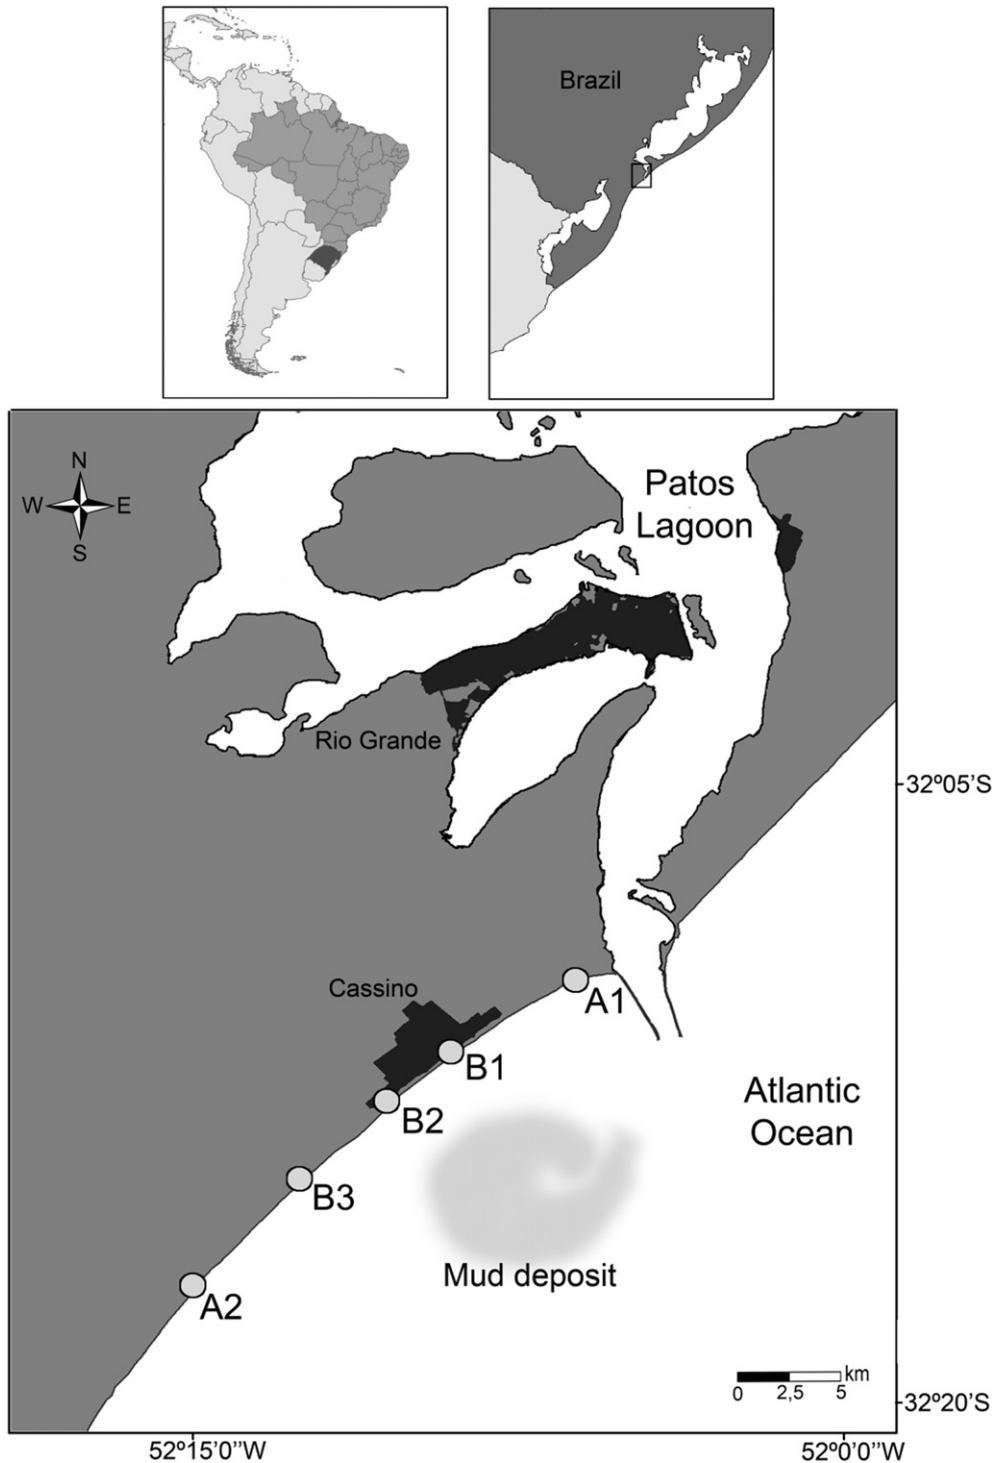 Brazil
N
W E
S
Patos
Lagoon
Rio Grande
32º05'S
Cassino
A1
B1
Atlantic
Ocean
B2
B3
Mud deposit
A2
km
0 2,5 5
32º20'S
52º15'0''W
52º0'0''W